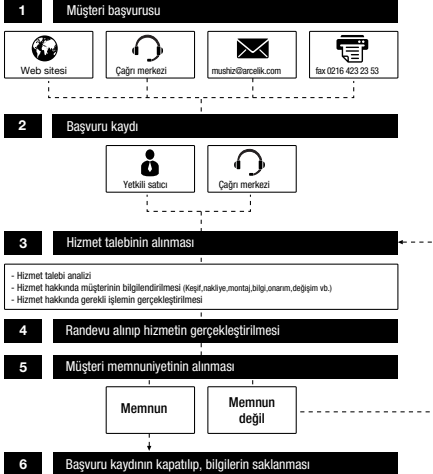 1 Müşteri başvurusu
Web sitesi
Çağrı merkezi
mushiz@arcelik.com
fax 0216 423 23 53
2 Başvuru kaydı
Yetkili satıcı
Çağrı merkezi
3 Hizmet talebinin alınması
- Hizmet talebi analizi
- Hizmet hakkında müşterinin bilgilendirilmesi (Keşif,nakliye,montaj,bilgi,onarım,değişim vb.)
- Hizmet hakkında gerekli işlemin gerçekleştirilmesi
4 Randevu alınıp hizmetin gerçekleştirilmesi
5 Müşteri memnuniyetinin alınması
Memnun
Memnun
değil
6 Başvuru kaydının kapatılıp, bilgilerin saklanması